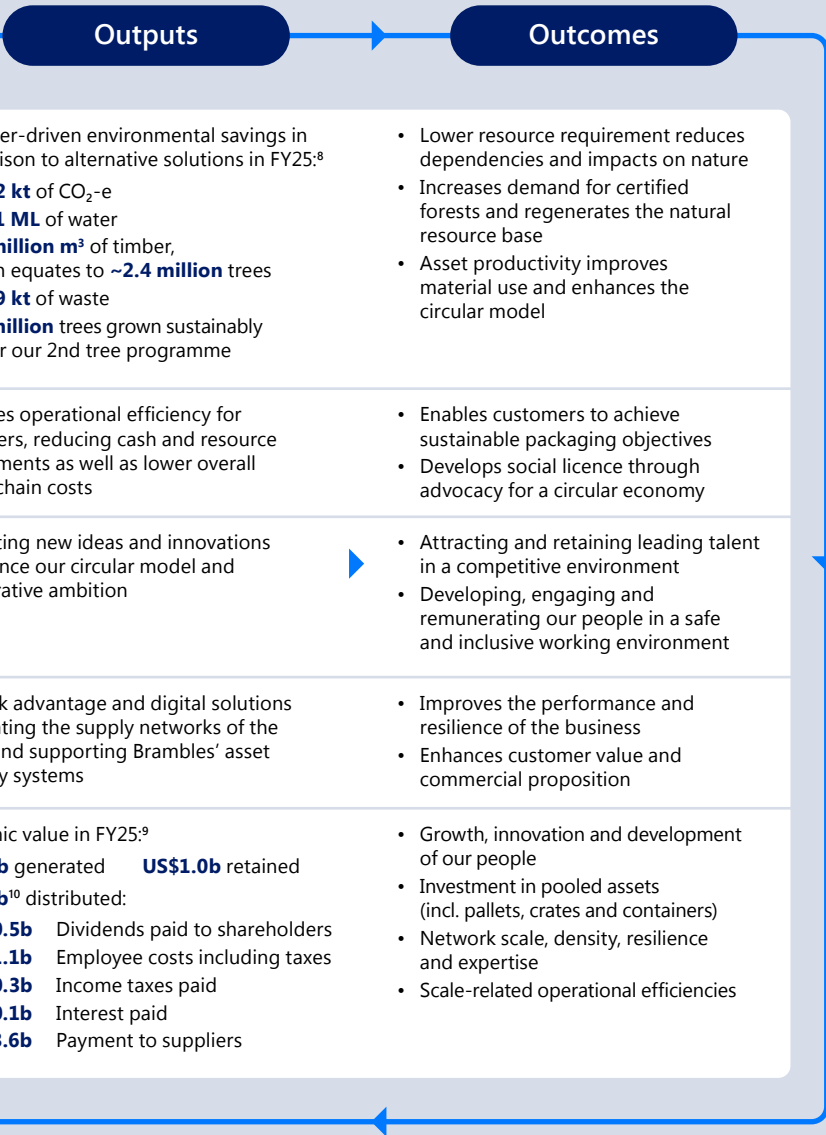 Outputs
Outcomes
er-driven environmental savings in
ison to alternative solutions in FY25:⁸
2 kt of CO₂-e
1 ML of water
illion m³ of timber,
n equates to ~2.4 million trees
9 kt of waste
illion trees grown sustainably
r our 2nd tree programme
• Lower resource requirement reduces
dependencies and impacts on nature
• Increases demand for certified
forests and regenerates the natural
resource base
• Asset productivity improves
material use and enhances the
circular model
es operational efficiency for
ers, reducing cash and resource
ments as well as lower overall
chain costs
• Enables customers to achieve
sustainable packaging objectives
• Develops social licence through
advocacy for a circular economy
ting new ideas and innovations
nce our circular model and
rative ambition
• Attracting and retaining leading talent
in a competitive environment
• Developing, engaging and
remunerating our people in a safe
and inclusive working environment
k advantage and digital solutions
ating the supply networks of the
nd supporting Brambles' asset
y systems
• Improves the performance and
resilience of the business
• Enhances customer value and
commercial proposition
nic value in FY25:⁹
b generated US$1.0b retained
b¹⁰ distributed:
0.5b Dividends paid to shareholders
1.1b Employee costs including taxes
0.3b Income taxes paid
0.1b Interest paid
3.6b Payment to suppliers
• Growth, innovation and development
of our people
• Investment in pooled assets
(incl. pallets, crates and containers)
• Network scale, density, resilience
and expertise
• Scale-related operational efficiencies